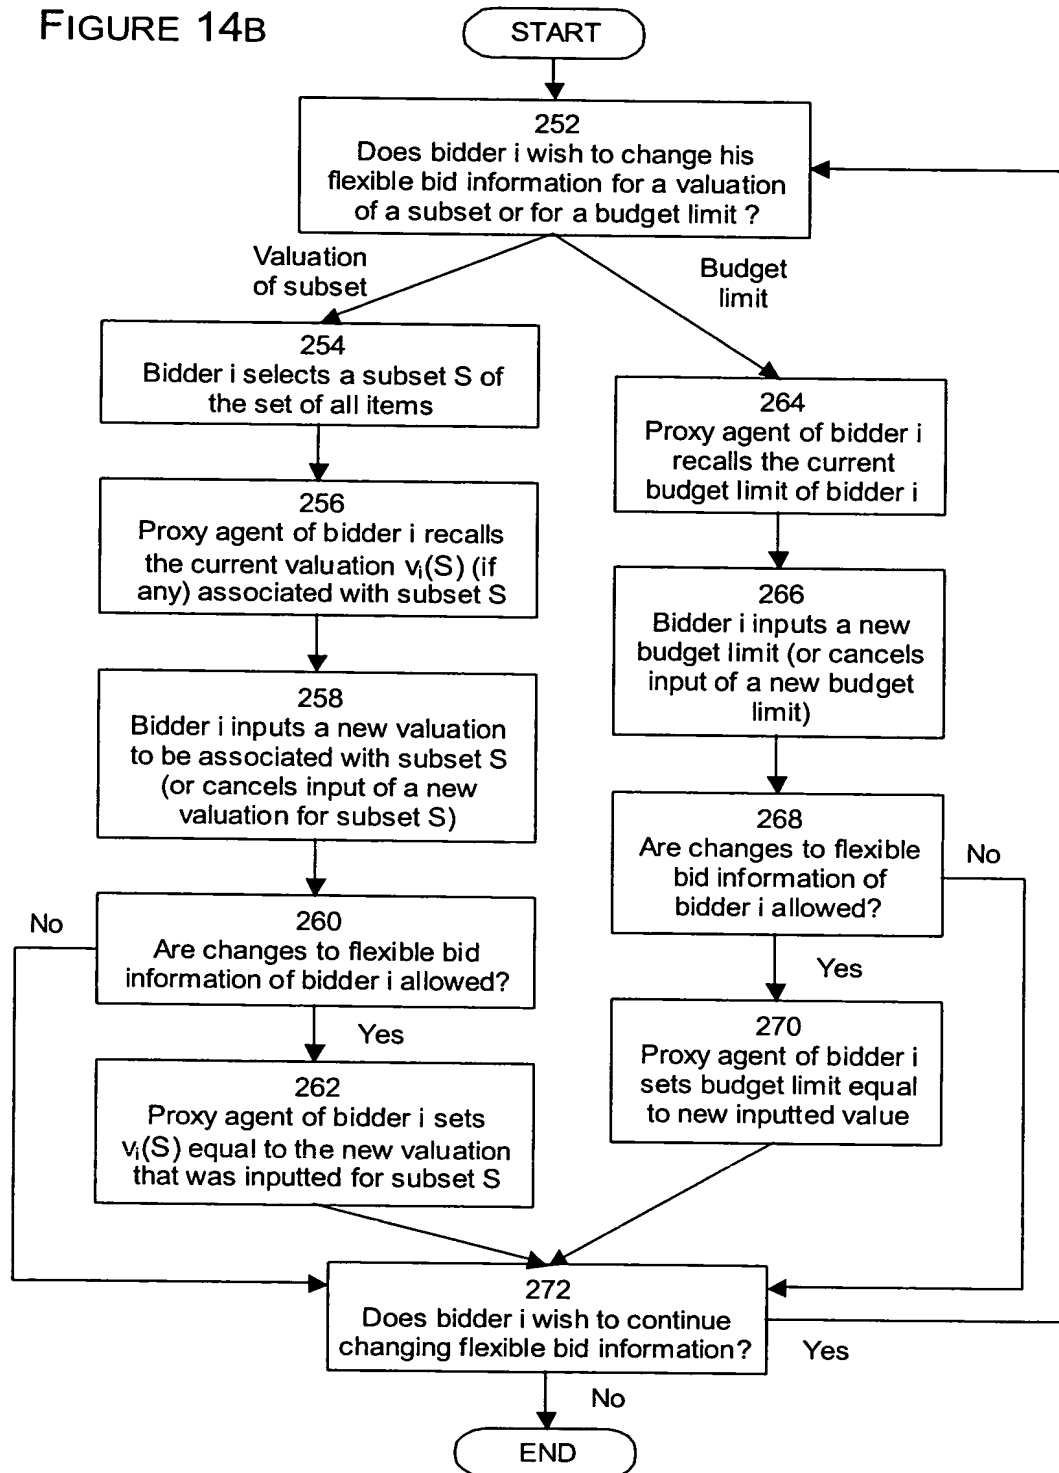 FIGURE 14B
START
252
Does bidder i wish to change his
flexible bid information for a valuation
of a subset or for a budget limit ?
Valuation
of subset
Budget
limit
254
Bidder i selects a subset S of
the set of all items
256
Proxy agent of bidder i recalls
the current valuation vᵢ(S) (if
any) associated with subset S
258
Bidder i inputs a new valuation
to be associated with subset S
(or cancels input of a new
valuation for subset S)
No
260
Are changes to flexible bid
information of bidder i allowed?
Yes
262
Proxy agent of bidder i sets
vᵢ(S) equal to the new valuation
that was inputted for subset S
264
Proxy agent of bidder i
recalls the current
budget limit of bidder i
266
Bidder i inputs a new
budget limit (or cancels
input of a new budget
limit)
268
Are changes to flexible
bid information of
bidder i allowed?
No
Yes
270
Proxy agent of bidder i
sets budget limit equal
to new inputted value
272
Does bidder i wish to continue
changing flexible bid information?
Yes
No
END